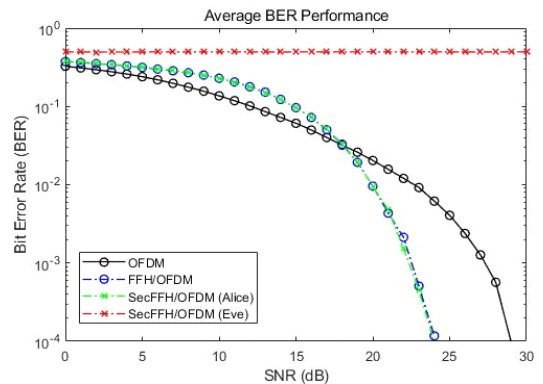 Average BER Performance
10^0
10^-1
10^-2
10^-3
10^-4
Bit Error Rate (BER)
OFDM
FFH/OFDM
SecFFH/OFDM (Alice)
SecFFH/OFDM (Eve)
0 5 10 15 20 25 30
SNR (dB)